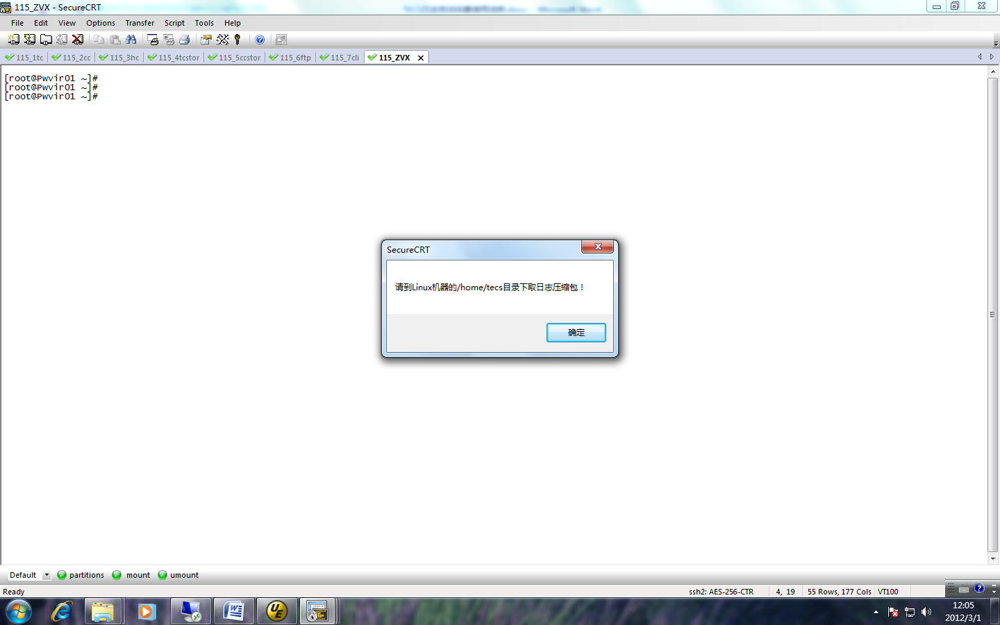 115_ZVX - SecureCRT
File Edit View Options Transfer Script Tools Help
115_1tc 115_2cc 115_3hc 115_4tcstor 115_5ccstor 115_6ftp 115_7cli 115_ZVX
[root@Pwvir01 ~]#
[root@Pwvir01 ~]#
[root@Pwvir01 ~]#
SecureCRT
请到Linux机器的/home/tecs目录下取日志压缩包！
确定
Default partitions mount umount
Ready ssh2: AES-256-CTR 4, 19 55 Rows, 177 Cols VT100
12:05
2012/3/1